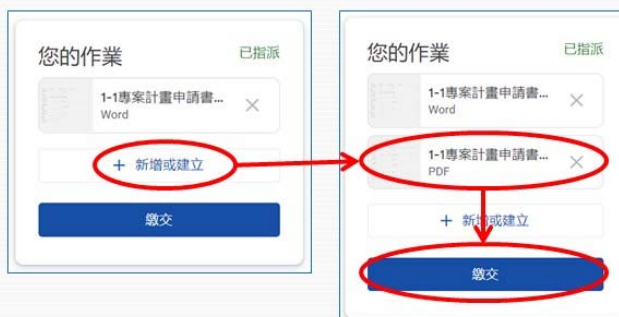 您的作業
已指派
1-1專案計畫申請書...
Word
+ 新增或建立
繳交
您的作業
已指派
1-1專案計畫申請書...
Word
1-1專案計畫申請書...
PDF
+ 新增或建立
繳交